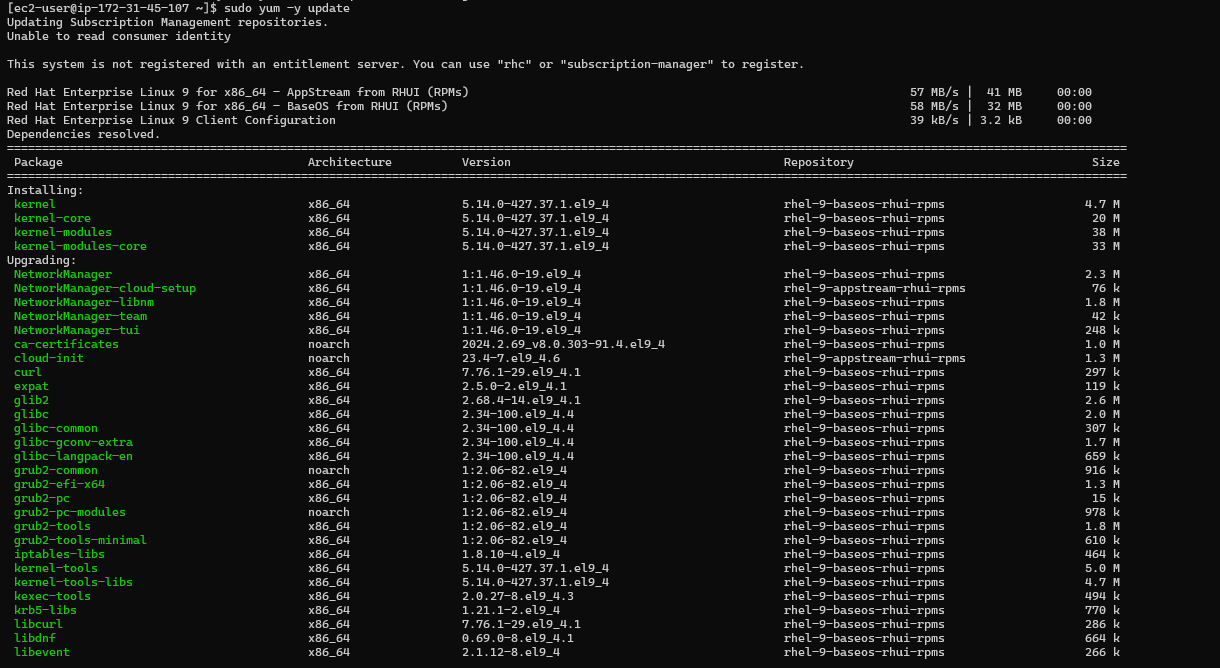 [ec2-user@ip-172-31-45-107 ~]$ sudo yum -y update
Updating Subscription Management repositories.
Unable to read consumer identity
This system is not registered with an entitlement server. You can use "rhc" or "subscription-manager" to register.
Red Hat Enterprise Linux 9 for x86_64 - AppStream from RHUI (RPMs) 57 MB/s | 41 MB 00:00
Red Hat Enterprise Linux 9 for x86_64 - BaseOS from RHUI (RPMs) 58 MB/s | 32 MB 00:00
Red Hat Enterprise Linux 9 Client Configuration 39 kB/s | 3.2 kB 00:00
Dependencies resolved.
Package Architecture Version Repository Size
Installing:
kernel x86_64 5.14.0-427.37.1.el9_4 rhel-9-baseos-rhui-rpms 4.7 M
kernel-core x86_64 5.14.0-427.37.1.el9_4 rhel-9-baseos-rhui-rpms 20 M
kernel-modules x86_64 5.14.0-427.37.1.el9_4 rhel-9-baseos-rhui-rpms 38 M
kernel-modules-core x86_64 5.14.0-427.37.1.el9_4 rhel-9-baseos-rhui-rpms 33 M
Upgrading:
NetworkManager x86_64 1:1.46.0-19.el9_4 rhel-9-baseos-rhui-rpms 2.3 M
NetworkManager-cloud-setup x86_64 1:1.46.0-19.el9_4 rhel-9-appstream-rhui-rpms 76 k
NetworkManager-libnm x86_64 1:1.46.0-19.el9_4 rhel-9-baseos-rhui-rpms 1.8 M
NetworkManager-team x86_64 1:1.46.0-19.el9_4 rhel-9-baseos-rhui-rpms 42 k
NetworkManager-tui x86_64 1:1.46.0-19.el9_4 rhel-9-baseos-rhui-rpms 248 k
ca-certificates noarch 2024.2.69_v8.0.303-91.4.el9_4 rhel-9-baseos-rhui-rpms 1.0 M
cloud-init noarch 23.4-7.el9_4.6 rhel-9-appstream-rhui-rpms 1.3 M
curl x86_64 7.76.1-29.el9_4.1 rhel-9-baseos-rhui-rpms 297 k
expat x86_64 2.5.0-2.el9_4.1 rhel-9-baseos-rhui-rpms 119 k
glib2 x86_64 2.68.4-14.el9_4.1 rhel-9-baseos-rhui-rpms 2.6 M
glibc x86_64 2.34-100.el9_4.4 rhel-9-baseos-rhui-rpms 2.0 M
glibc-common x86_64 2.34-100.el9_4.4 rhel-9-baseos-rhui-rpms 307 k
glibc-gconv-extra x86_64 2.34-100.el9_4.4 rhel-9-baseos-rhui-rpms 1.7 M
glibc-langpack-en x86_64 2.34-100.el9_4.4 rhel-9-baseos-rhui-rpms 659 k
grub2-common noarch 1:2.06-82.el9_4 rhel-9-baseos-rhui-rpms 916 k
grub2-efi-x64 x86_64 1:2.06-82.el9_4 rhel-9-baseos-rhui-rpms 1.3 M
grub2-pc x86_64 1:2.06-82.el9_4 rhel-9-baseos-rhui-rpms 15 k
grub2-pc-modules noarch 1:2.06-82.el9_4 rhel-9-baseos-rhui-rpms 978 k
grub2-tools x86_64 1:2.06-82.el9_4 rhel-9-baseos-rhui-rpms 1.8 M
grub2-tools-minimal x86_64 1:2.06-82.el9_4 rhel-9-baseos-rhui-rpms 610 k
iptables-libs x86_64 1.8.10-4.el9_4 rhel-9-baseos-rhui-rpms 464 k
kernel-tools x86_64 5.14.0-427.37.1.el9_4 rhel-9-baseos-rhui-rpms 5.0 M
kernel-tools-libs x86_64 5.14.0-427.37.1.el9_4 rhel-9-baseos-rhui-rpms 4.7 M
kexec-tools x86_64 2.0.27-8.el9_4.3 rhel-9-baseos-rhui-rpms 494 k
krb5-libs x86_64 1.21.1-2.el9_4 rhel-9-baseos-rhui-rpms 770 k
libcurl x86_64 7.76.1-29.el9_4.1 rhel-9-baseos-rhui-rpms 286 k
libdnf x86_64 0.69.0-8.el9_4.1 rhel-9-baseos-rhui-rpms 664 k
libevent x86_64 2.1.12-8.el9_4 rhel-9-baseos-rhui-rpms 266 k